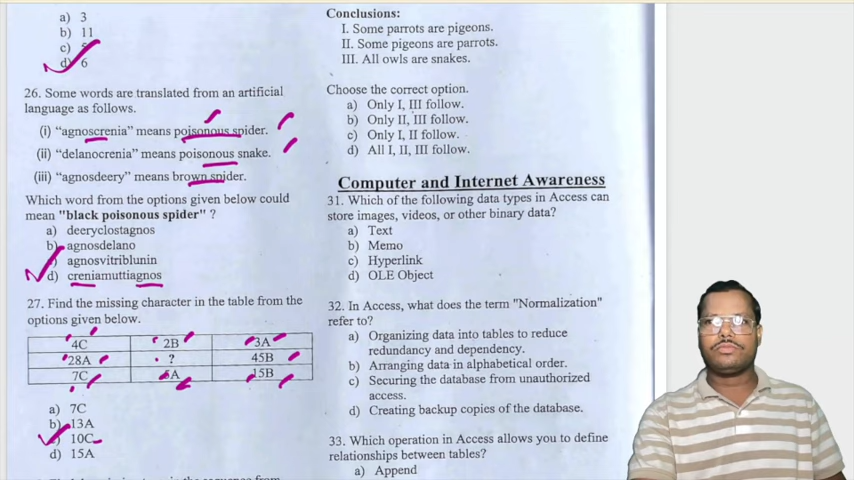 a) 3
b) 11
c)
d) 6
26. Some words are translated from an artificial
language as follows.
(i) "agnoscrenia" means poisonous spider.
(ii) "delanocrenia" means poisonous snake.
(iii) "agnosdeery" means brown spider.
Which word from the options given below could
mean "black poisonous spider" ?
a) deeryclostagnos
b) agnosdelano
agnosvitriblunin
d) creniamuttiagnos
27. Find the missing character in the table from the
options given below.
4C 2B 3A
28A ? 45B
7C 5A 15B
a) 7C
b) 13A
10C
d) 15A
Conclusions:
I. Some parrots are pigeons.
II. Some pigeons are parrots.
III. All owls are snakes.
Choose the correct option.
a) Only I, III follow.
b) Only II, III follow.
c) Only I, II follow.
d) All I, II, III follow.
Computer and Internet Awareness
31. Which of the following data types in Access can
store images, videos, or other binary data?
a) Text
b) Memo
c) Hyperlink
d) OLE Object
32. In Access, what does the term "Normalization"
refer to?
a) Organizing data into tables to reduce
redundancy and dependency.
b) Arranging data in alphabetical order.
c) Securing the database from unauthorized
access.
d) Creating backup copies of the database.
33. Which operation in Access allows you to define
relationships between tables?
a) Append